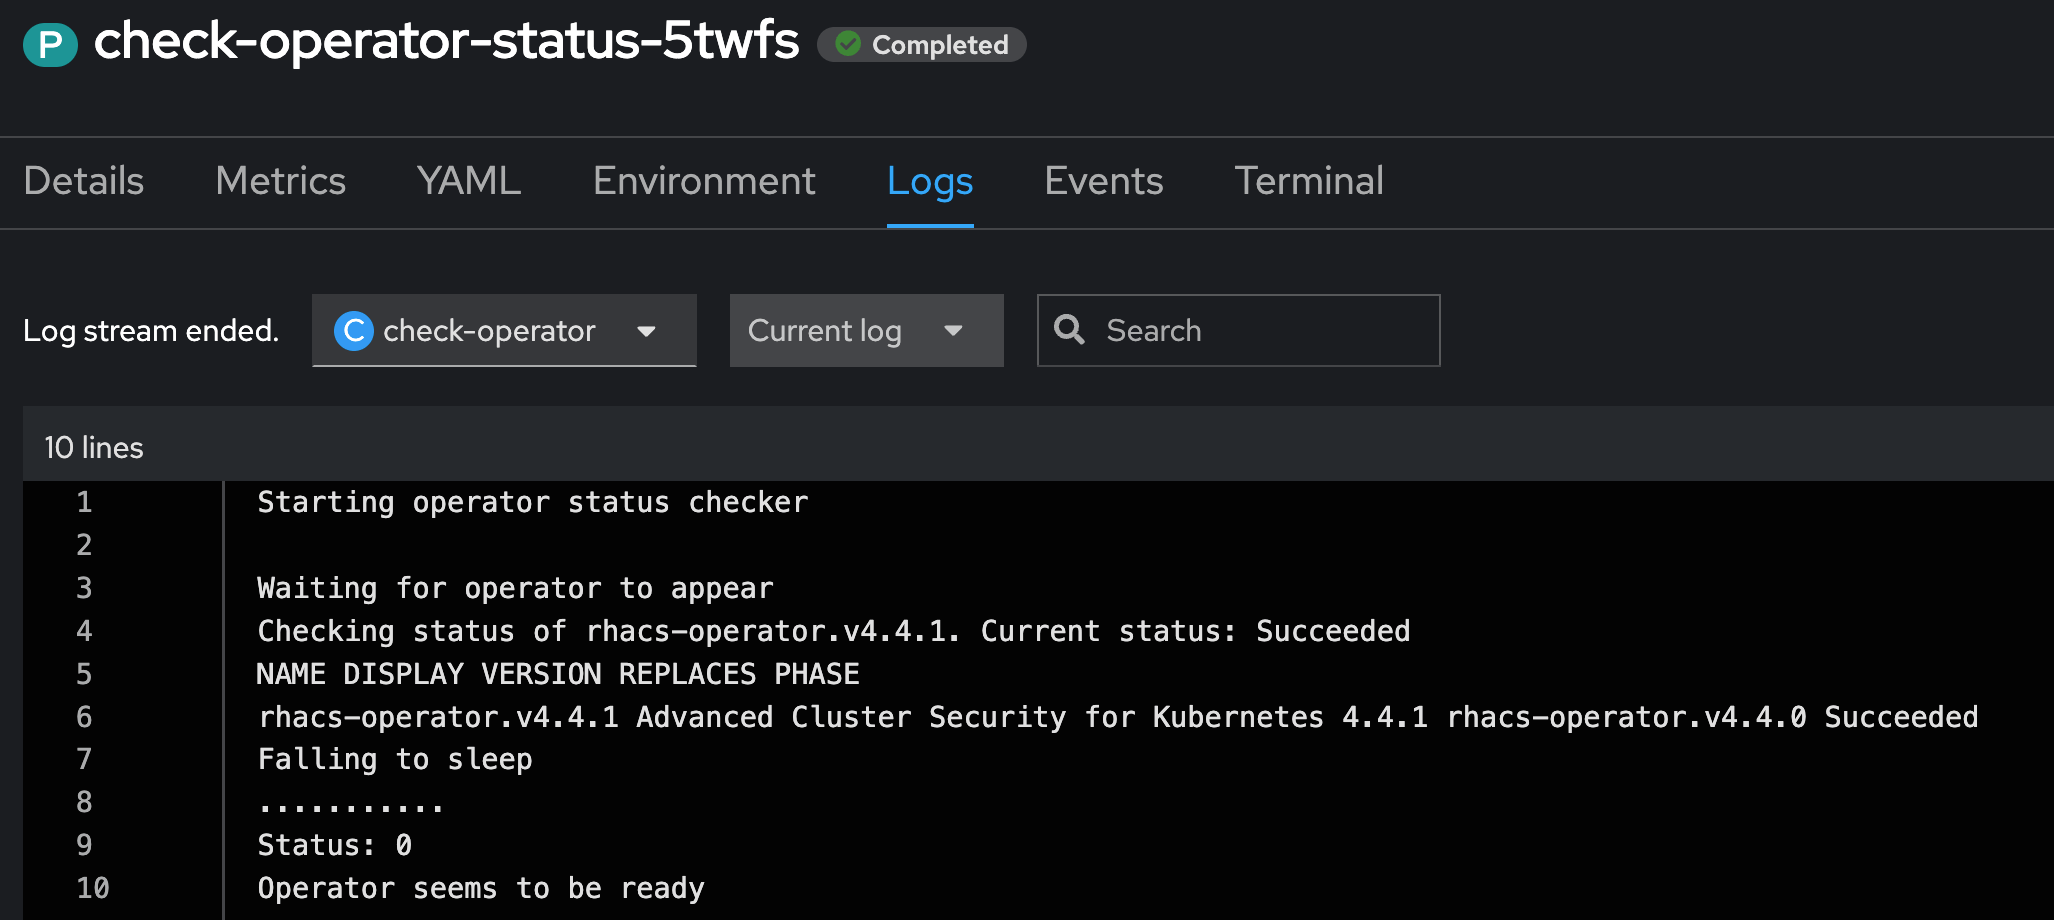 P check-operator-status-5twfs Completed
Details Metrics YAML Environment Logs Events Terminal
Log stream ended. C check-operator Current log Search
10 lines
1 Starting operator status checker
2
3 Waiting for operator to appear
4 Checking status of rhacs-operator.v4.4.1. Current status: Succeeded
5 NAME DISPLAY VERSION REPLACES PHASE
6 rhacs-operator.v4.4.1 Advanced Cluster Security for Kubernetes 4.4.1 rhacs-operator.v4.4.0 Succeeded
7 Falling to sleep
8 ...........
9 Status: 0
10 Operator seems to be ready